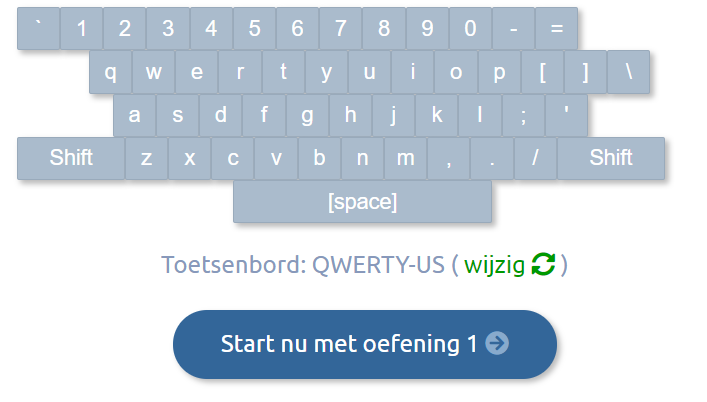 ` 1 2 3 4 5 6 7 8 9 0 - =
q w e r t y u i o p [ ] \
a s d f g h j k l ; '
Shift z x c v b n m , . / Shift
[space]
Toetsenbord: QWERTY-US ( wijzig )
Start nu met oefening 1